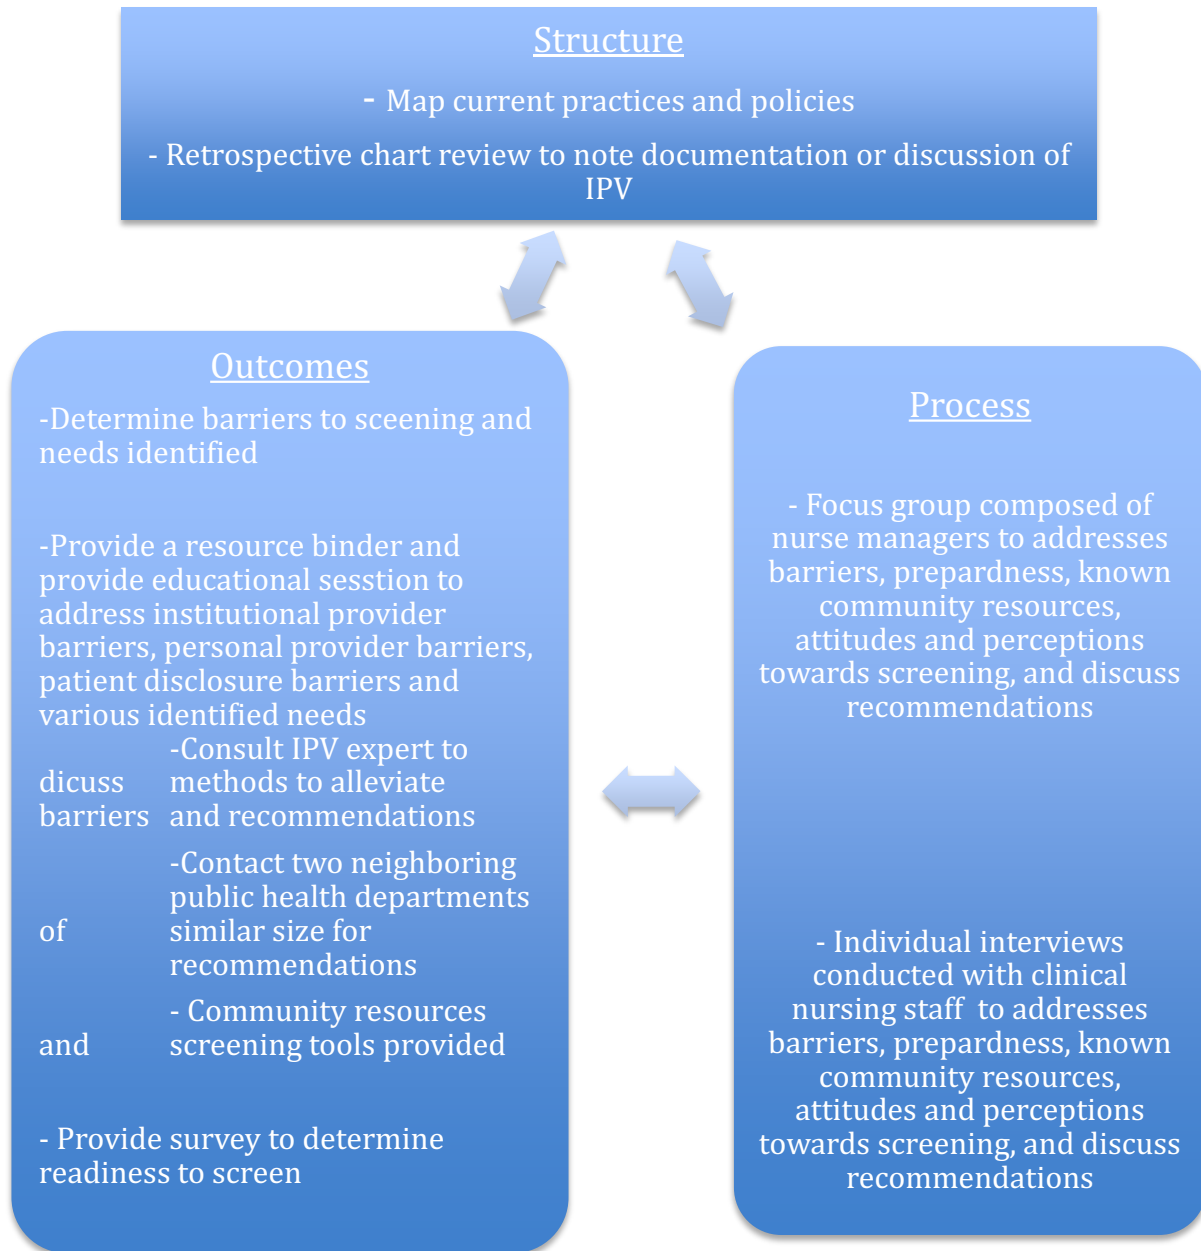 Structure
- Map current practices and policies
- Retrospective chart review to note documentation or discussion of
IPV
Outcomes
-Determine barriers to sceening and
needs identified
-Provide a resource binder and
provide educational sesstion to
address institutional provider
barriers, personal provider barriers,
patient disclosure barriers and
various identified needs
-Consult IPV expert to
dicuss methods to alleviate
barriers and recommendations
-Contact two neighboring
public health departments
of similar size for
recommendations
- Community resources
and screening tools provided
- Provide survey to determine
readiness to screen
Process
- Focus group composed of
nurse managers to addresses
barriers, prepardness, known
community resources,
attitudes and perceptions
towards screening, and discuss
recommendations
- Individual interviews
conducted with clinical
nursing staff to addresses
barriers, prepardness, known
community resources,
attitudes and perceptions
towards screening, and discuss
recommendations